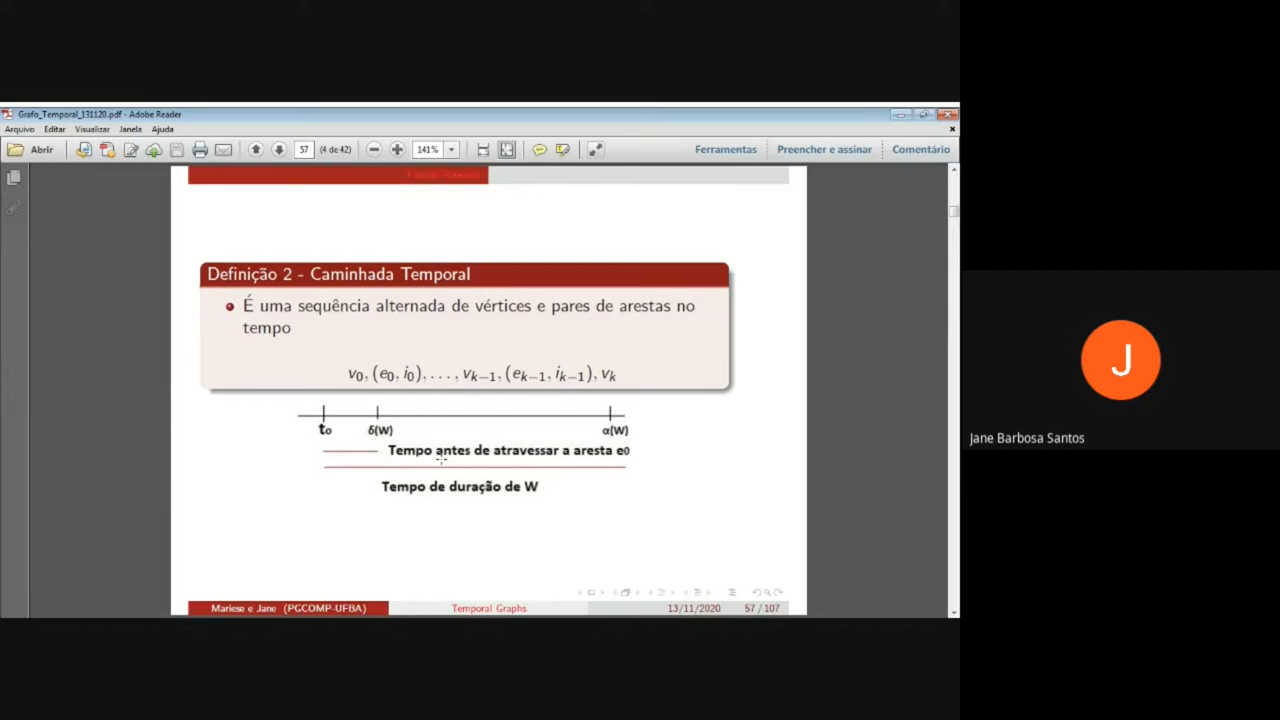 Grafo_Temporal_131120.pdf - Adobe Reader
Arquivo Editar Visualizar Janela Ajuda
Abrir 57 (4 de 42) 141% Ferramentas Preencher e assinar Comentário
Definição 2 - Caminhada Temporal
É uma sequência alternada de vértices e pares de arestas no
tempo
v₀, (e₀, i₀), . . . , vₖ₋₁, (eₖ₋₁, iₖ₋₁), vₖ
t₀ δ(W) α(W)
Tempo antes de atravessar a aresta e0
Tempo de duração de W
Mariese e Jane (PGCOMP-UFBA) Temporal Graphs 13/11/2020 57 / 107
J
Jane Barbosa Santos